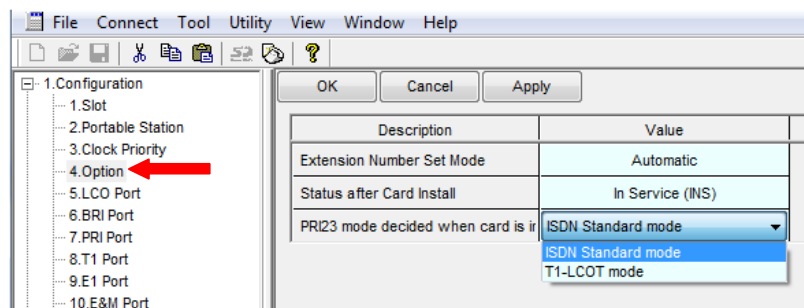 File Connect Tool Utility View Window Help
1.Configuration
1.Slot
2.Portable Station
3.Clock Priority
4.Option
5.LCO Port
6.BRI Port
7.PRI Port
8.T1 Port
9.E1 Port
10.E&M Port
OK Cancel Apply
Description Value
Extension Number Set Mode Automatic
Status after Card Install In Service (INS)
PRI23 mode decided when card is ISDN Standard mode
ISDN Standard mode
T1-LCOT mode